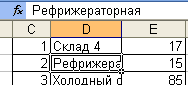 fx Рефрижераторная
C D E
1 Склад 4 17
2 Рефрижера 15
3 Холодный 85